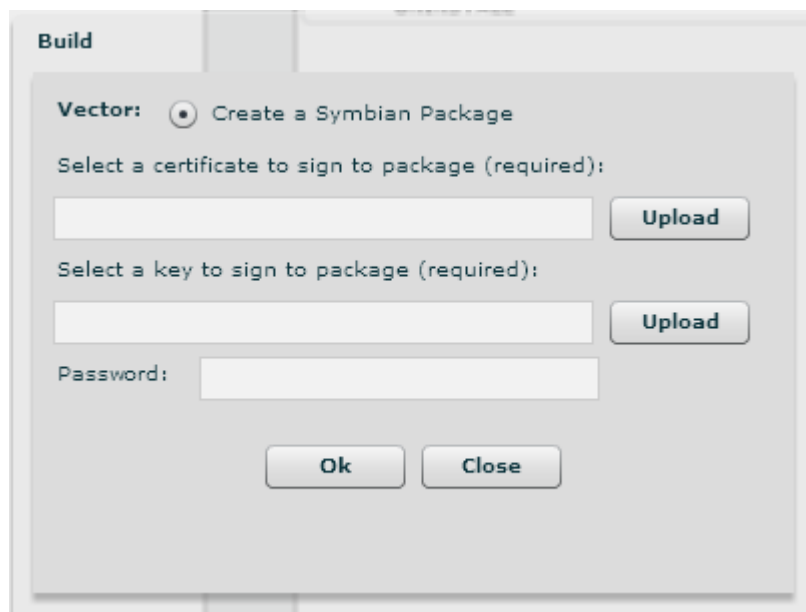 Build
Vector: Create a Symbian Package
Select a certificate to sign to package (required):
Upload
Select a key to sign to package (required):
Upload
Password:
Ok Close